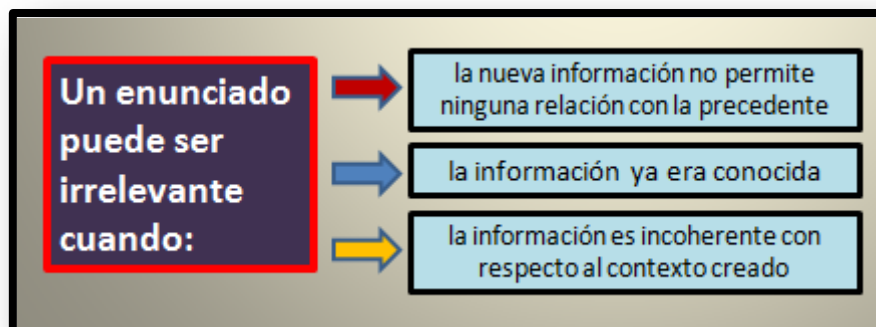 Un enunciado
puede ser
irrelevante
cuando:
la nueva información no permite
ninguna relación con la precedente
la información ya era conocida
la información es incoherente con
respecto al contexto creado